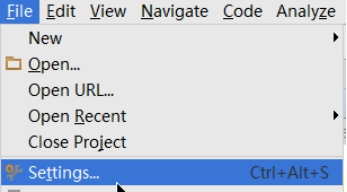 File Edit View Navigate Code Analyze
New
Open...
Open URL...
Open Recent
Close Project
Settings... Ctrl+Alt+S